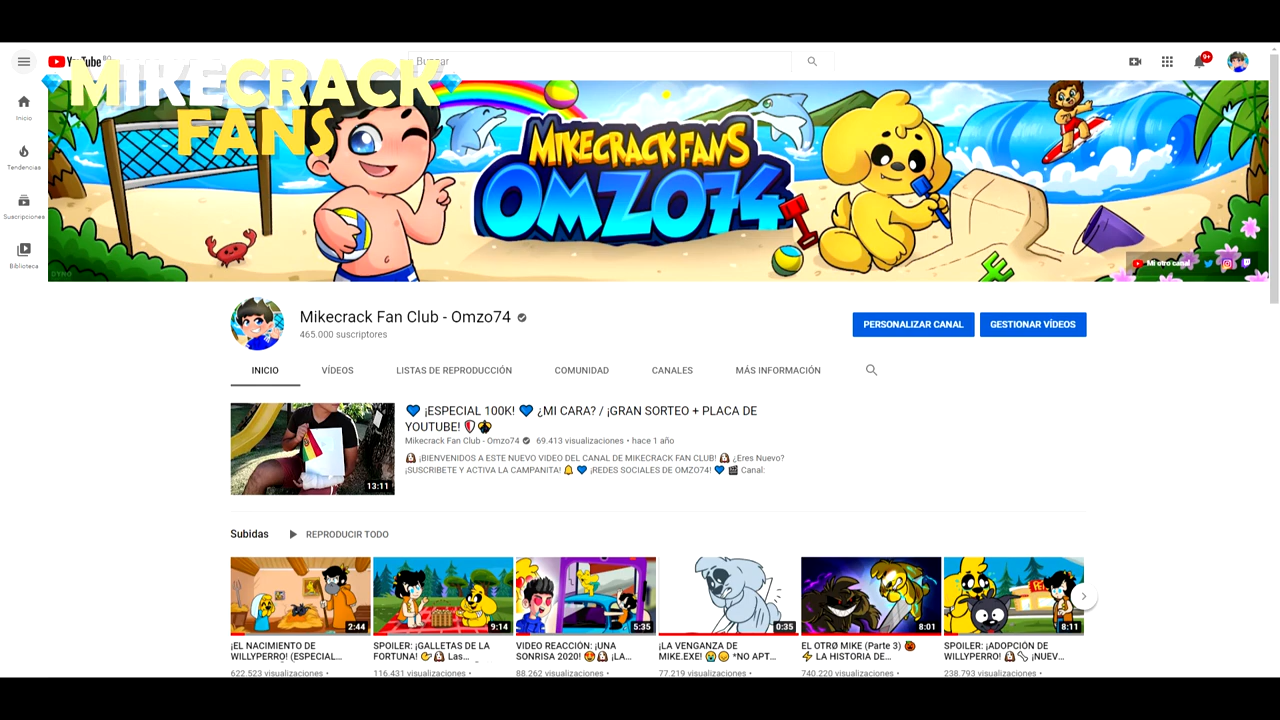 YouTube BO
Buscar
9+
MIKECRACK
FANS
Inicio
Tendencias
Suscripciones
Biblioteca
MIKECRACK FANS
OMZO74
DYNO
Mi otro canal
Mikecrack Fan Club - Omzo74
465.000 suscriptores
PERSONALIZAR CANAL
GESTIONAR VÍDEOS
INICIO VÍDEOS LISTAS DE REPRODUCCIÓN COMUNIDAD CANALES MÁS INFORMACIÓN
💙 ¡ESPECIAL 100K! 💙 ¿MI CARA? / ¡GRAN SORTEO + PLACA DE
YOUTUBE!
Mikecrack Fan Club - Omzo74 69.413 visualizaciones • hace 1 año
¡BIENVENIDOS A ESTE NUEVO VIDEO DEL CANAL DE MIKECRACK FAN CLUB! ¿Eres Nuevo?
¡SUSCRIBETE Y ACTIVA LA CAMPANITA! 🔔 💙 ¡REDES SOCIALES DE OMZO74! 💙 🎬 Canal:
13:11
Subidas REPRODUCIR TODO
2:44
¡EL NACIMIENTO DE
WILLYPERRO! (ESPECIAL...
622.523 visualizaciones •
9:14
SPOILER: ¡GALLETAS DE LA
FORTUNA! Las...
116.431 visualizaciones •
5:35
VIDEO REACCIÓN: ¡UNA
SONRISA 2020! ¡LA...
88.262 visualizaciones •
0:35
¡LA VENGANZA DE
MIKE.EXE! *NO APT...
77.219 visualizaciones •
8:01
EL OTRØ MIKE (Parte 3)
⚡ LA HISTORIA DE...
740.220 visualizaciones •
8:11
SPOILER: ¡ADOPCIÓN DE
WILLYPERRO! ¡NUEV...
238.793 visualizaciones •